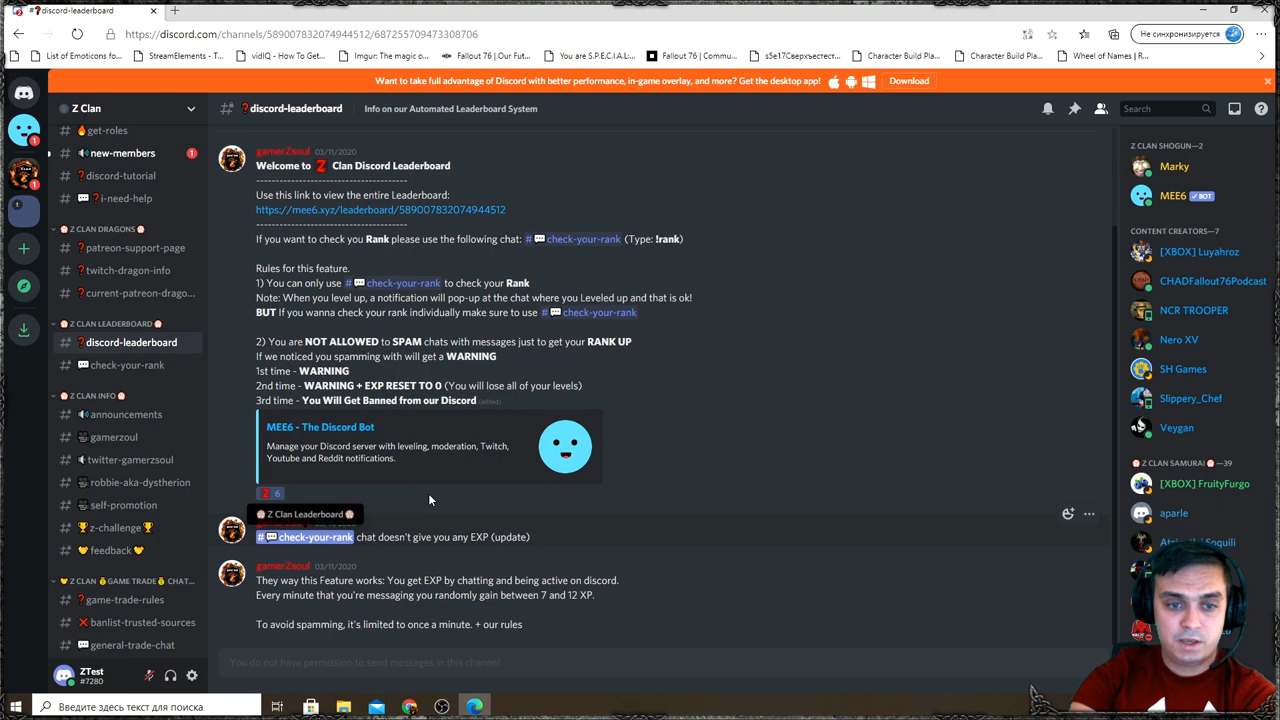 #❓discord-leaderboard
https://discord.com/channels/589007832074944512/687255709473308706
Не синхронизируется
List of Emoticons fo...
StreamElements - T...
vidIQ - How To Get...
Imgur: The magic o...
Fallout 76 | Our Fut...
You are S.P.E.C.I.A.L:...
Fallout 76 | Commu...
s5e17Сверхъестест...
Character Build Pla...
Character Build Pla...
Wheel of Names | R...
Want to take full advantage of Discord with better performance, in-game overlay, and more? Get the desktop app!
Download
Z Clan
❓discord-leaderboard
Info on our Automated Leaderboard System
Search
🔥get-roles
🔊new-members
1
❓discord-tutorial
💬❓i-need-help
Z CLAN DRAGONS
❓patreon-support-page
❓twitch-dragon-info
❓current-patreon-drago...
Z CLAN LEADERBOARD
❓discord-leaderboard
💬check-your-rank
Z CLAN INFO
🔊announcements
gamerzoul
twitter-gamerzsoul
robbie-aka-dystherion
self-promotion
🏆z-challenge🏆
💛feedback💛
Z CLAN 💰GAME TRADE💰 CHAT...
❓game-trade-rules
❌banlist-trusted-sources
💬general-trade-chat
ZTest
#7280
gamerZsoul 03/11/2020
Welcome to Z Clan Discord Leaderboard
---------------------------------------
Use this link to view the entire Leaderboard:
https://mee6.xyz/leaderboard/589007832074944512
---------------------------------------
If you want to check your Rank please use the following chat: #💬check-your-rank (Type: !rank)
Rules for this feature.
1) You can only use #💬check-your-rank to check your Rank
Note: When you level up, a notification will pop-up at the chat where you Leveled up and that is ok!
BUT If you wanna check your rank individually make sure to use #💬check-your-rank
2) You are NOT ALLOWED to SPAM chats with messages just to get your RANK UP
If we noticed you spamming with will get a WARNING
1st time - WARNING
2nd time - WARNING + EXP RESET TO 0 (You will lose all of your levels)
3rd time - You Will Get Banned from our Discord (edited)
MEE6 - The Discord Bot
Manage your Discord server with leveling, moderation, Twitch,
Youtube and Reddit notifications.
Z 6
Z Clan Leaderboard
03/11/2020
#💬check-your-rank chat doesn't give you any EXP (update)
gamerZsoul 03/11/2020
They way this Feature works: You get EXP by chatting and being active on discord.
Every minute that you're messaging you randomly gain between 7 and 12 XP.
To avoid spamming, it's limited to once a minute. + our rules
You do not have permission to send messages in this channel.
Z CLAN SHOGUN—2
Marky
MEE6 ✔BOT
CONTENT CREATORS—7
[XBOX] Luyahroz
CHADFallout76Podcast
NCR TROOPER
Nero XV
SH Games
Slippery_Chef
Veygan
Z CLAN SAMURAI —39
[XBOX] FruityFurgo
aparle
Введите здесь текст для поиска